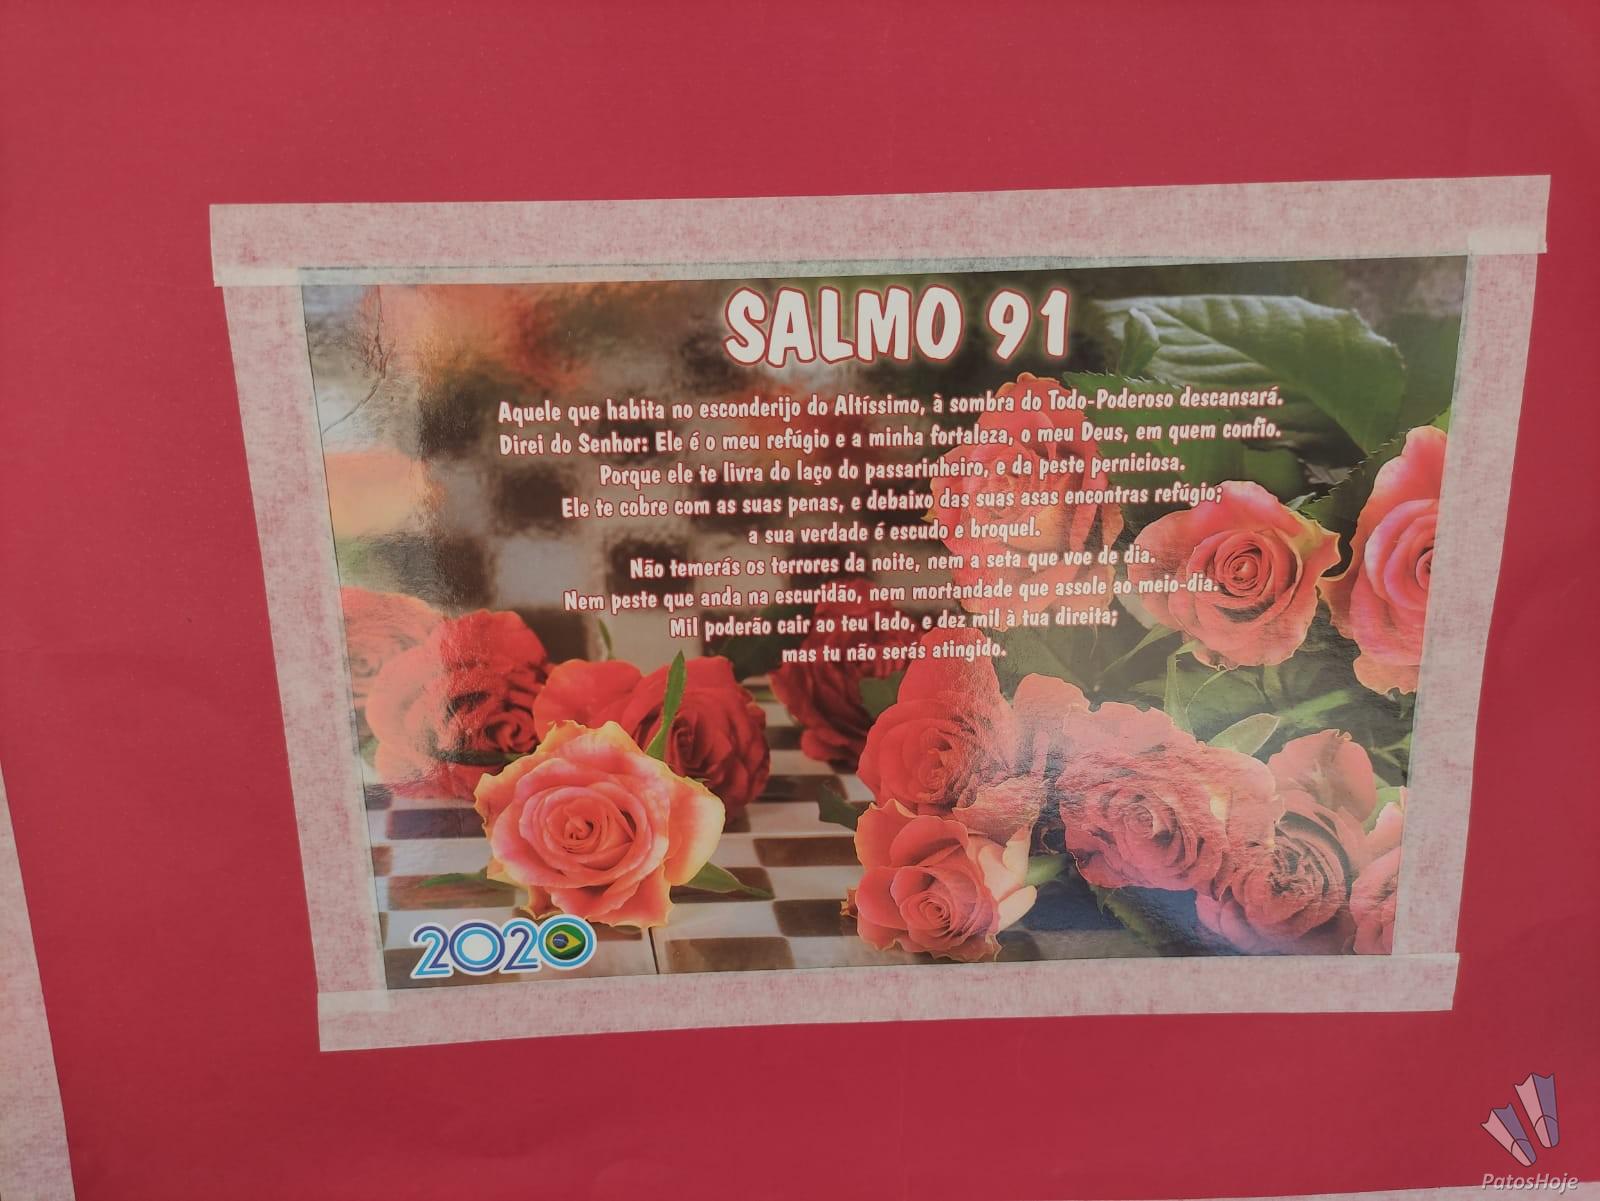 SALMO 91
Aquele que habita no esconderijo do Altíssimo, à sombra do Todo-Poderoso descansará.
Direi do Senhor: Ele é o meu refúgio e a minha fortaleza, o meu Deus, em quem confio.
Porque ele te livra do laço do passarinheiro, e da peste perniciosa.
Ele te cobre com as suas penas, e debaixo das suas asas encontras refúgio;
a sua verdade é escudo e broquel.
Não temerás os terrores da noite, nem a seta que voe de dia.
Nem peste que anda na escuridão, nem mortandade que assole ao meio-dia.
Mil poderão cair ao teu lado, e dez mil à tua direita;
mas tu não serás atingido.
2020
PatosHoje